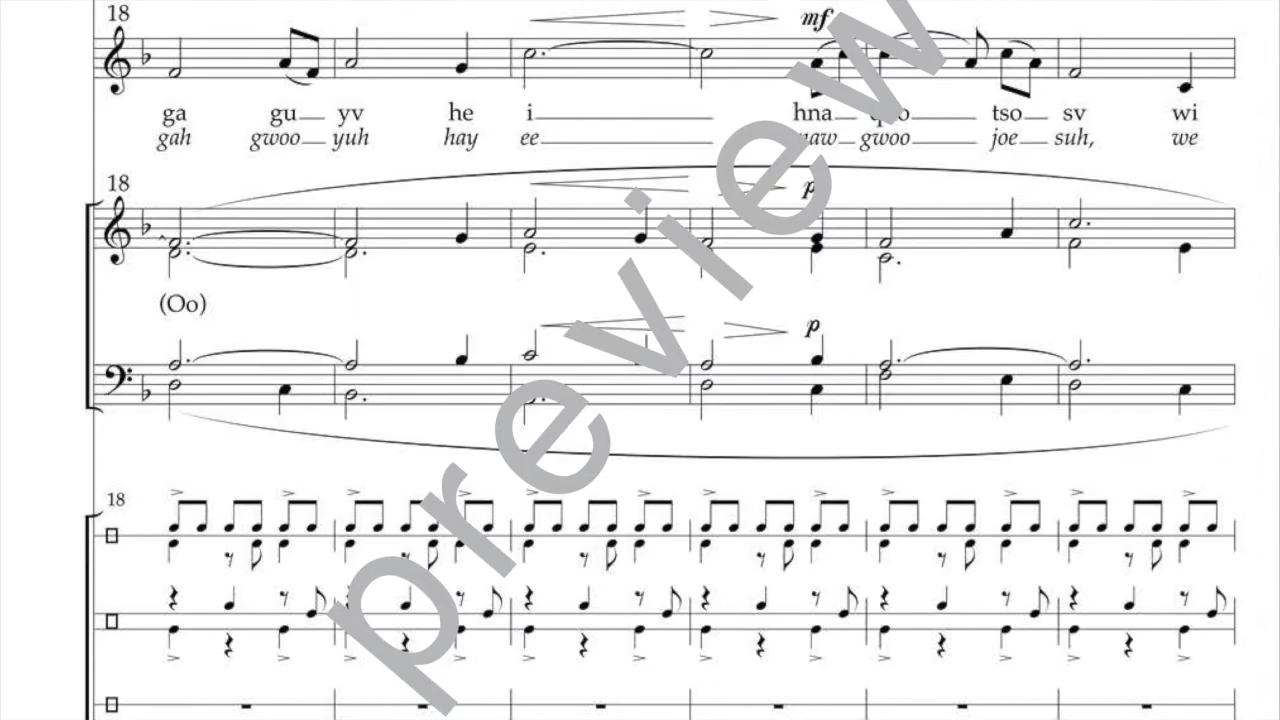 18
mf
ga gu yv he i hna quo tso sv wi
gah gwoo yuh hay ee naw gwoo joe suh, we
18
p
(Oo)
p
18
preview